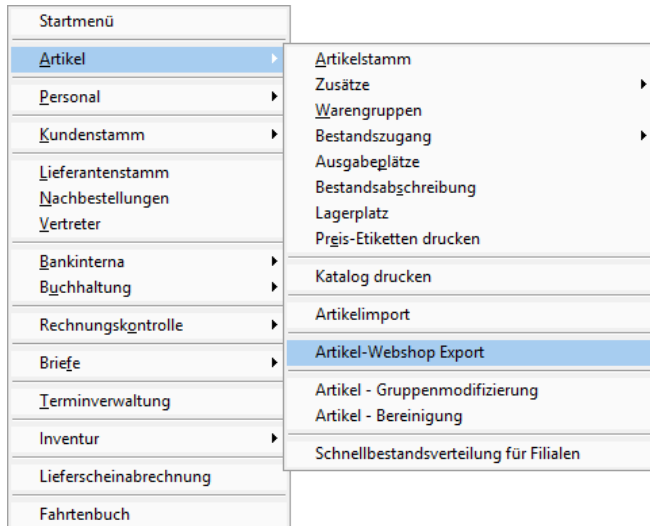 Startmenü
Artikel
Personal
Kundenstamm
Lieferantenstamm
Nachbestellungen
Vertreter
Bankinterna
Buchhaltung
Rechnungskontrolle
Briefe
Terminverwaltung
Inventur
Lieferscheinabrechnung
Fahrtenbuch
Artikelstamm
Zusätze
Warengruppen
Bestandszugang
Ausgabeplätze
Bestandsabschreibung
Lagerplatz
Preis-Etiketten drucken
Katalog drucken
Artikelimport
Artikel-Webshop Export
Artikel - Gruppenmodifizierung
Artikel - Bereinigung
Schnellbestandsverteilung für Filialen